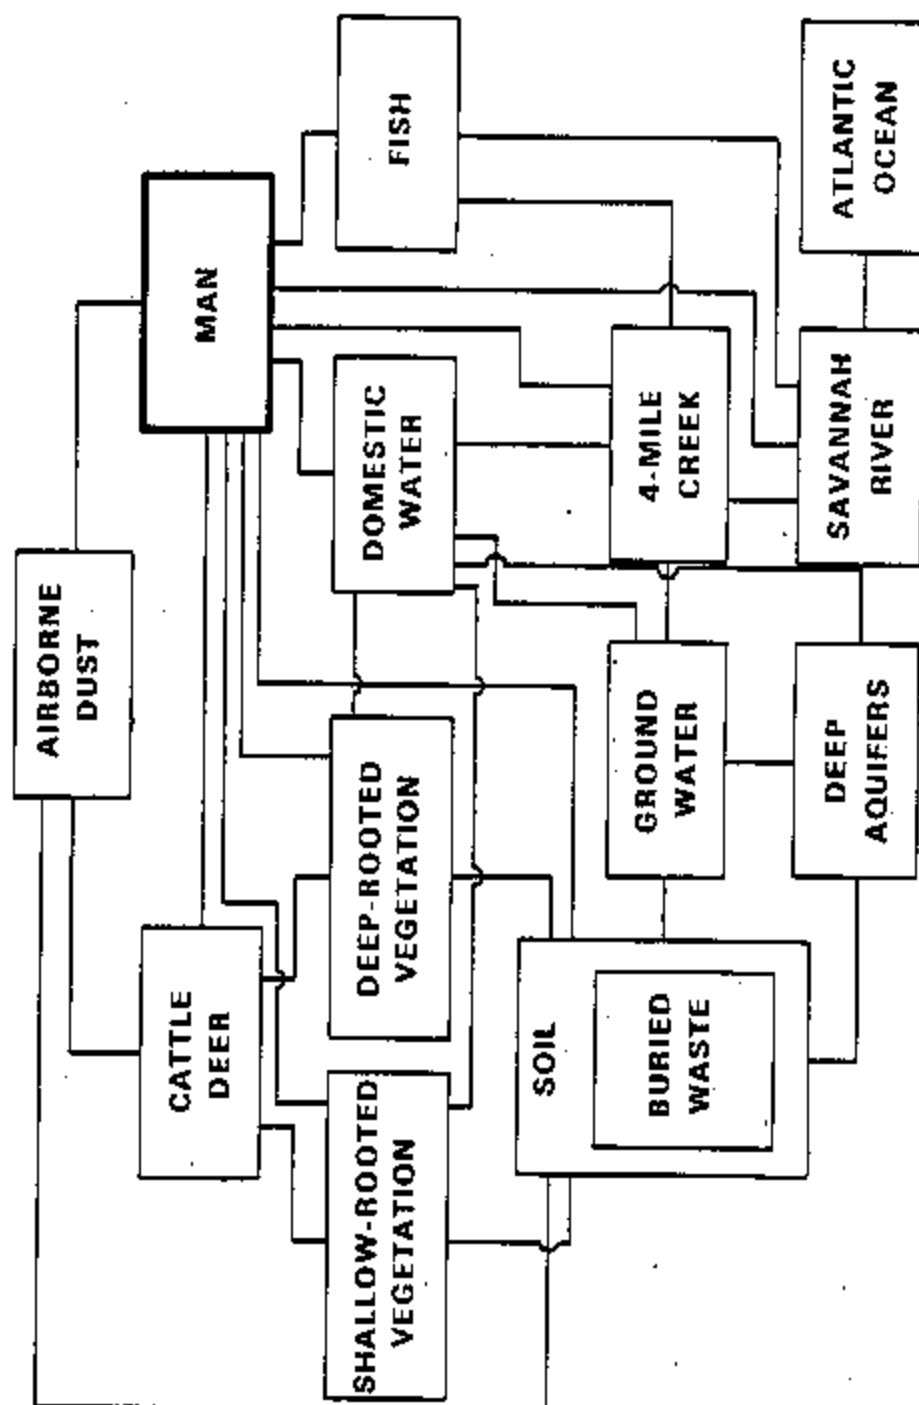 AIRBORNE
DUST
CATTLE
DEER
MAN
SHALLOW-ROOTED
VEGETATION
DEEP-ROOTED
VEGETATION
DOMESTIC
WATER
FISH
SOIL
BURIED
WASTE
GROUND
WATER
4-MILE
CREEK
DEEP
AQUIFERS
SAVANNAH
RIVER
ATLANTIC
OCEAN